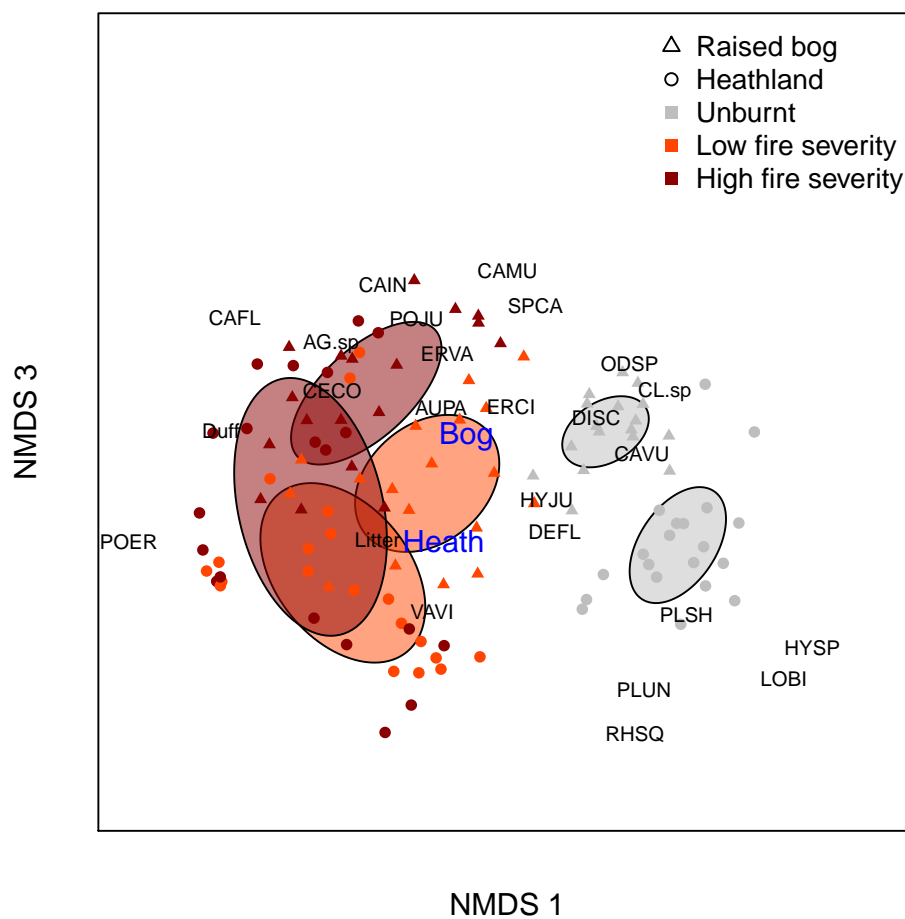 Raised bog
Heathland
Unburnt
Low fire severity
High fire severity
CAMU
CAIN
SPCA
CAFL
POJU
AG.sp
ERVA
ODSP
CECO
CL.sp
AUPA
ERCI
DISC
Duff
Bog
CAVU
HYJU
DEFL
POER
Litter
Heath
VAVI
PLSH
HYSP
LOBI
PLUN
RHSQ
NMDS 3
NMDS 1